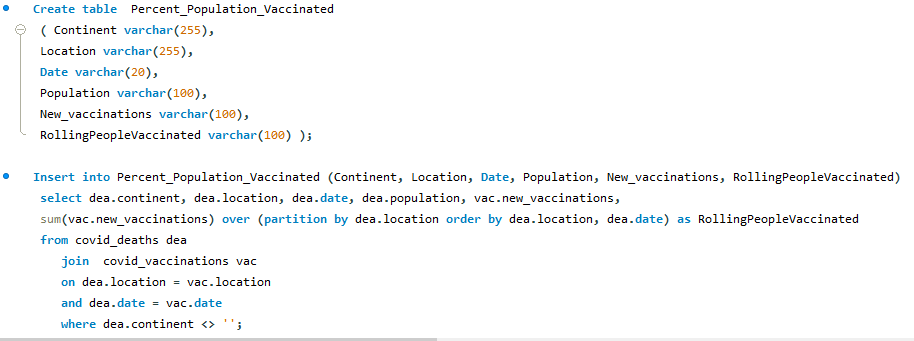 Create table  Percent_Population_Vaccinated
( Continent varchar(255),
Location varchar(255),
Date varchar(20),
Population varchar(100),
New_vaccinations varchar(100),
RollingPeopleVaccinated varchar(100) );
Insert into Percent_Population_Vaccinated (Continent, Location, Date, Population, New_vaccinations, RollingPeopleVaccinated)
select dea.continent, dea.location, dea.date, dea.population, vac.new_vaccinations,
sum(vac.new_vaccinations) over (partition by dea.location order by dea.location, dea.date) as RollingPeopleVaccinated
from covid_deaths dea
join  covid_vaccinations vac
on dea.location = vac.location
and dea.date = vac.date
where dea.continent <> '';